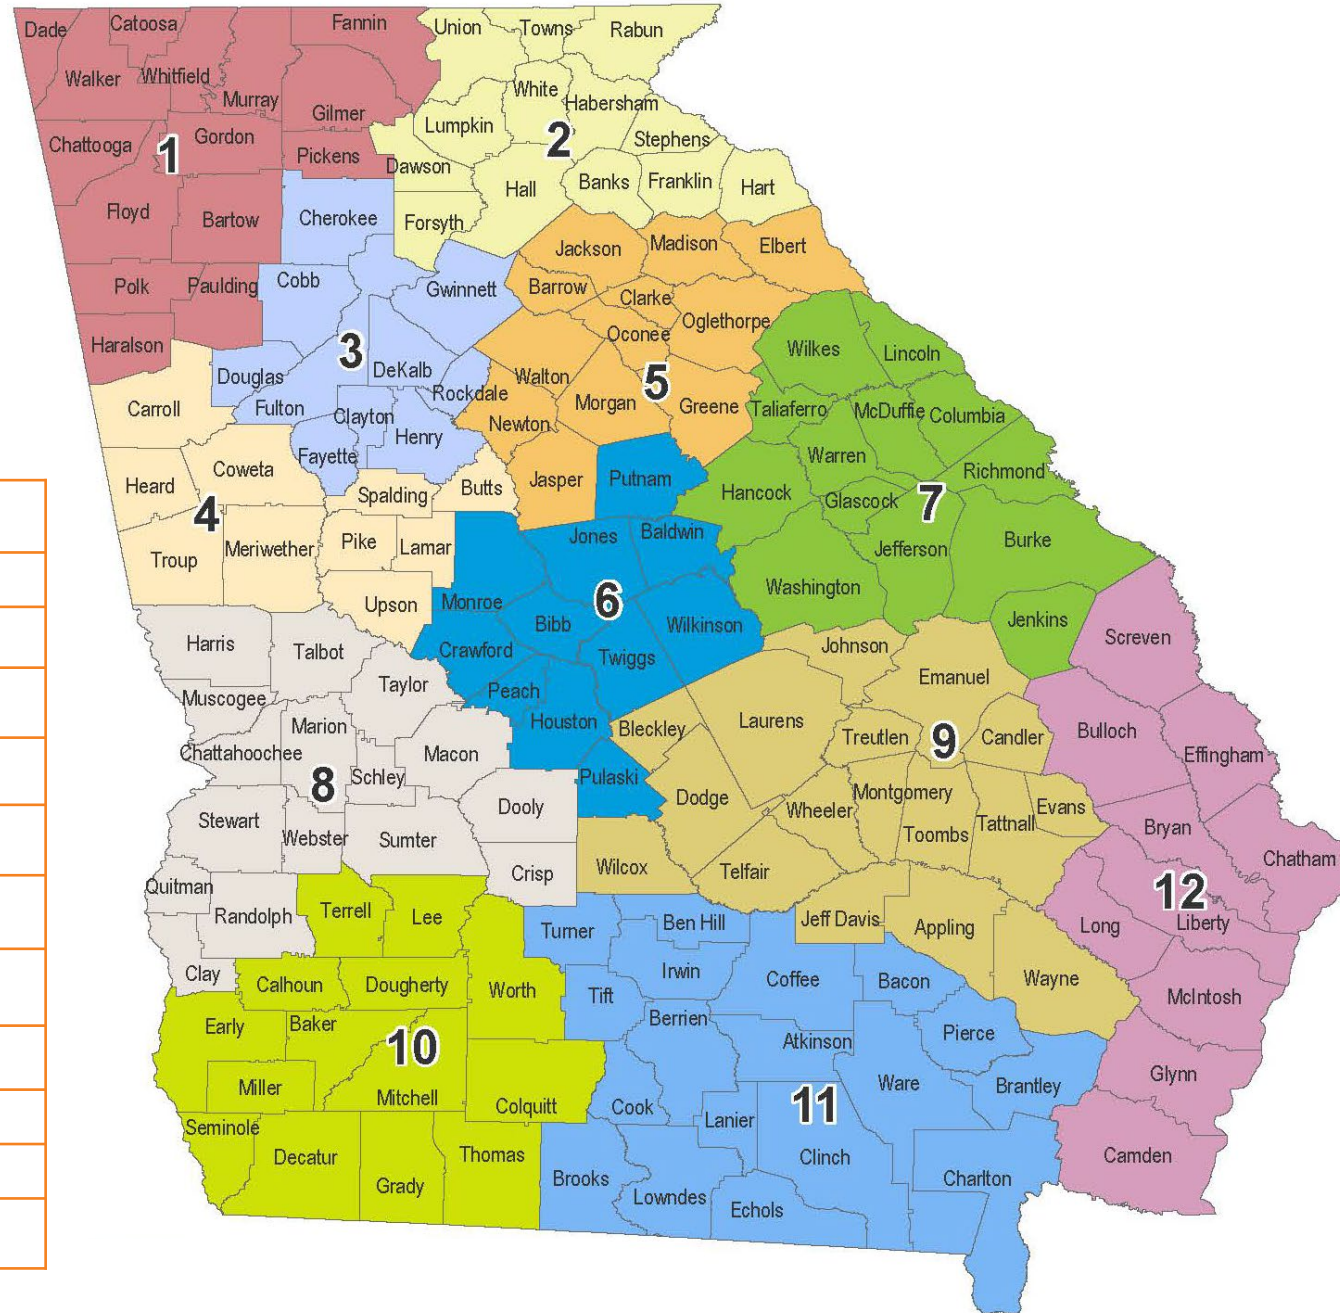 Dade
Catoosa
Fannin
Walker
Whitfield
Murray
Gilmer
Chattooga
Gordon
Pickens
1
Floyd
Bartow
Polk
Paulding
Haralson
Union
Towns
Rabun
White
Habersham
Lumpkin
Stephens
2
Dawson
Hall
Banks
Franklin
Hart
Forsyth
Cherokee
Cobb
Gwinnett
3
Douglas
DeKalb
Rockdale
Fulton
Clayton
Henry
Fayette
Carroll
Heard
Coweta
Spalding
Butts
4
Troup
Meriwether
Pike
Lamar
Upson
Jackson
Madison
Elbert
Barrow
Clarke
Oconee
Oglethorpe
Walton
5
Morgan
Greene
Newton
Jasper
Putnam
Jones
Baldwin
Monroe
6
Bibb
Wilkinson
Crawford
Twiggs
Peach
Houston
Pulaski
Wilkes
Lincoln
Taliaferro
McDuffie
Columbia
Warren
Richmond
Hancock
Glascock
7
Jefferson
Burke
Washington
Jenkins
Harris
Talbot
Taylor
Muscogee
Marion
Chattahoochee
Macon
Schley
8
Dooly
Stewart
Webster
Sumter
Crisp
Quitman
Randolph
Clay
Johnson
Emanuel
Bleckley
Laurens
Treutlen
9
Candler
Dodge
Wheeler
Montgomery
Toombs
Tattnall
Evans
Wilcox
Telfair
Jeff Davis
Appling
Wayne
Terrell
Lee
Calhoun
Dougherty
Worth
Early
Baker
10
Miller
Mitchell
Colquitt
Seminole
Decatur
Grady
Thomas
Turner
Ben Hill
Irwin
Coffee
Bacon
Tift
Berrien
Atkinson
Pierce
Ware
Brantley
Cook
Lanier
11
Clinch
Brooks
Lowndes
Echols
Charlton
Screven
Bulloch
Effingham
Bryan
Chatham
12
Long
Liberty
McIntosh
Glynn
Camden